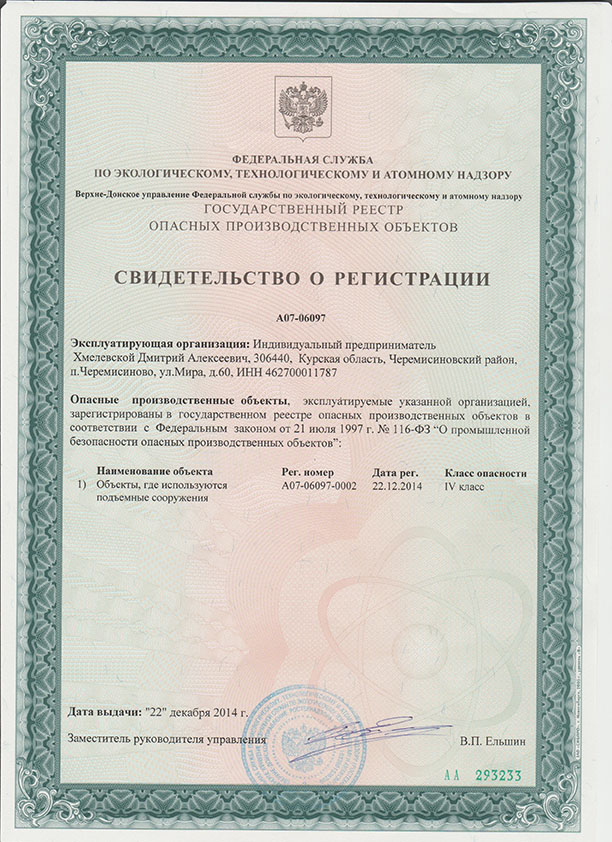 ФЕДЕРАЛЬНАЯ СЛУЖБА
ПО ЭКОЛОГИЧЕСКОМУ, ТЕХНОЛОГИЧЕСКОМУ И АТОМНОМУ НАДЗОРУ
Верхне-Донское управление Федеральной службы по экологическому, технологическому и атомному надзору
ГОСУДАРСТВЕННЫЙ РЕЕСТР
ОПАСНЫХ ПРОИЗВОДСТВЕННЫХ ОБЪЕКТОВ
СВИДЕТЕЛЬСТВО О РЕГИСТРАЦИИ
А07-06097
Эксплуатирующая организация: Индивидуальный предприниматель
Хмелевской Дмитрий Алексеевич, 306440, Курская область, Черемисиновский район,
п.Черемисиново, ул.Мира, д.60, ИНН 462700011787
Опасные производственные объекты, эксплуатируемые указанной организацией,
зарегистрированы в государственном реестре опасных производственных объектов в
соответствии с Федеральным законом от 21 июля 1997 г. № 116-ФЗ “О промышленной
безопасности опасных производственных объектов”:
Наименование объекта Рег. номер Дата рег. Класс опасности
1) Объекты, где используются А07-06097-0002 22.12.2014 IV класс
подъемные сооружения
Дата выдачи: "22" декабря 2014 г.
Заместитель руководителя управления В.П. Ельшин
АА 293233